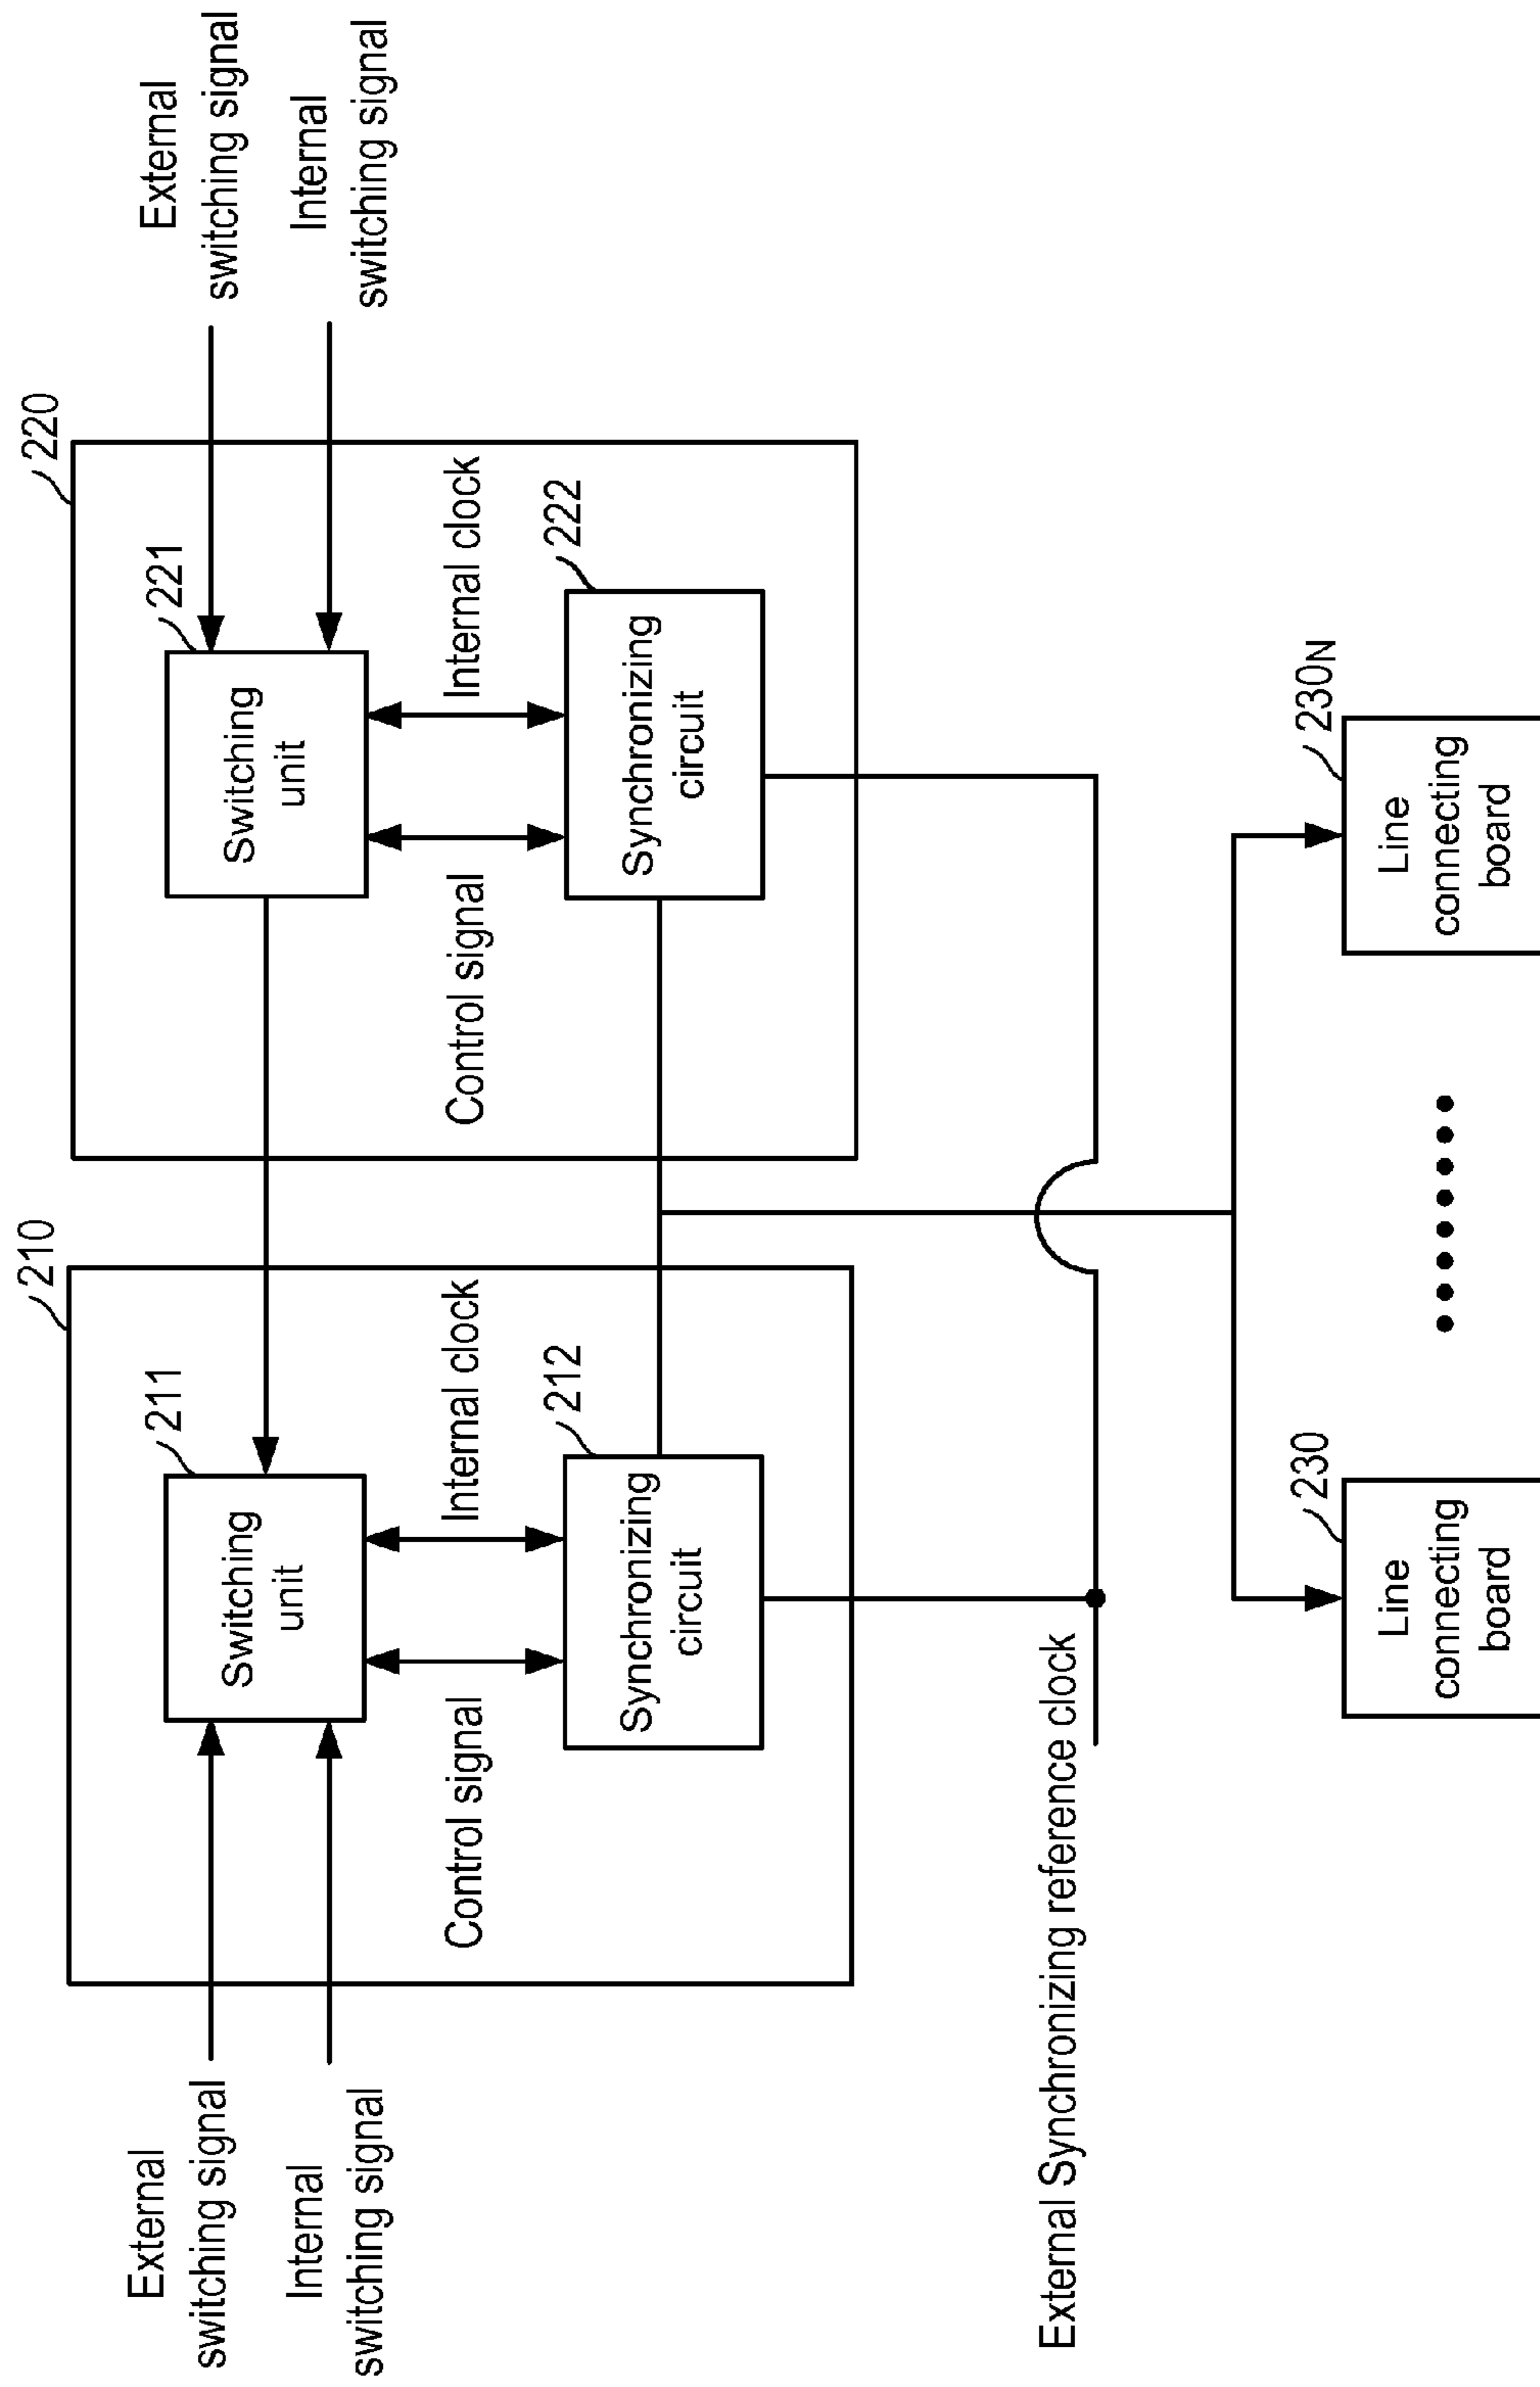 External
switching signal
Internal
switching signal
210
211
Switching
unit
Control signal
Internal clock
212
Synchronizing
circuit
220
221
Switching
unit
Control signal
Internal clock
222
Synchronizing
circuit
External
switching signal
Internal
switching signal
External Synchronizing reference clock
230
Line
connecting
board
230N
Line
connecting
board